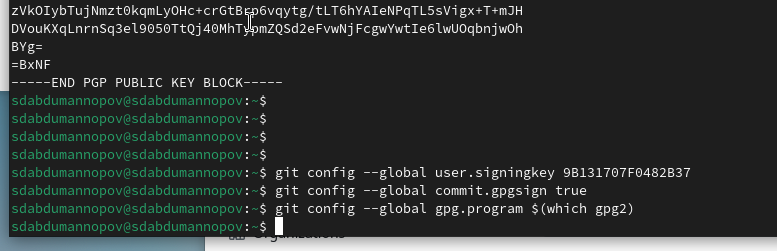 zVkOIybTujNmzt0kqmLyOHc+crGtBrp6vqytg/tLT6hYAIeNPqTL5sVigx+T+mJH
DVouKXqLnrnSq3el9050TtQj40MhTypmZQSd2eFvwNjFcgwYwtIe6lwUOqbnjwOh
BYg=
=BxNF
-----END PGP PUBLIC KEY BLOCK-----
sdabdumannopov@sdabdumannopov:~$
sdabdumannopov@sdabdumannopov:~$
sdabdumannopov@sdabdumannopov:~$
sdabdumannopov@sdabdumannopov:~$
sdabdumannopov@sdabdumannopov:~$ git config --global user.signingkey 9B131707F0482B37
sdabdumannopov@sdabdumannopov:~$ git config --global commit.gpgsign true
sdabdumannopov@sdabdumannopov:~$ git config --global gpg.program $(which gpg2)
sdabdumannopov@sdabdumannopov:~$